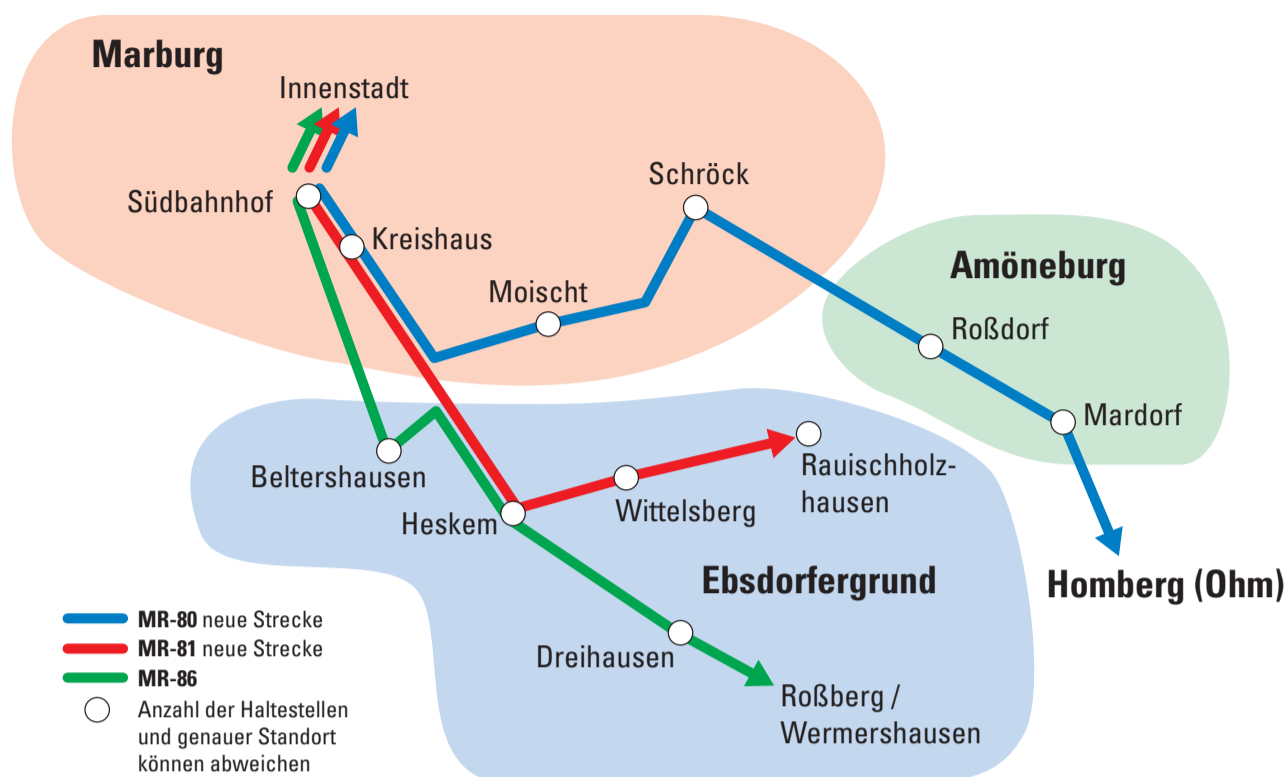 Marburg
Innenstadt
Südbahnhof
Kreishaus
Schröck
Moischt
Amöneburg
Roßdorf
Mardorf
Beltershausen
Heskem
Wittelsberg
Rauischholz-
hausen
Ebsdorfergrund
Homberg (Ohm)
Dreihausen
Roßberg /
Wermershausen
MR-80 neue Strecke
MR-81 neue Strecke
MR-86
Anzahl der Haltestellen
und genauer Standort
können abweichen